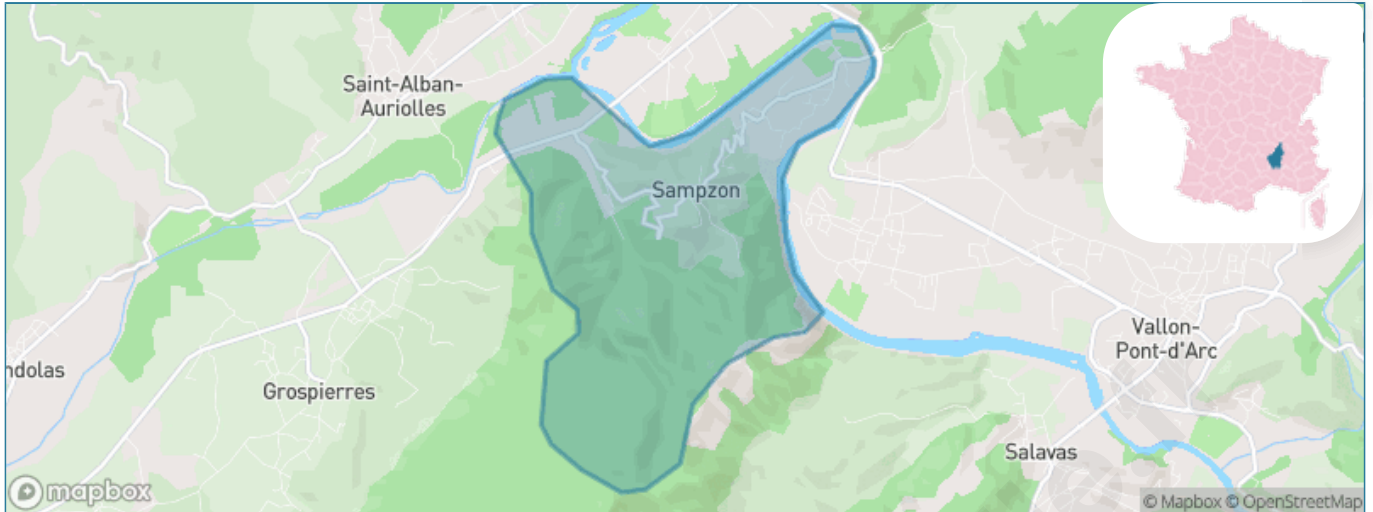 Saint-Alban-
Auriolles
Sampzon
Vallon-
Pont-d'Arc
ndolas
Grospierres
Salavas
mapbox
© Mapbox © OpenStreetMap